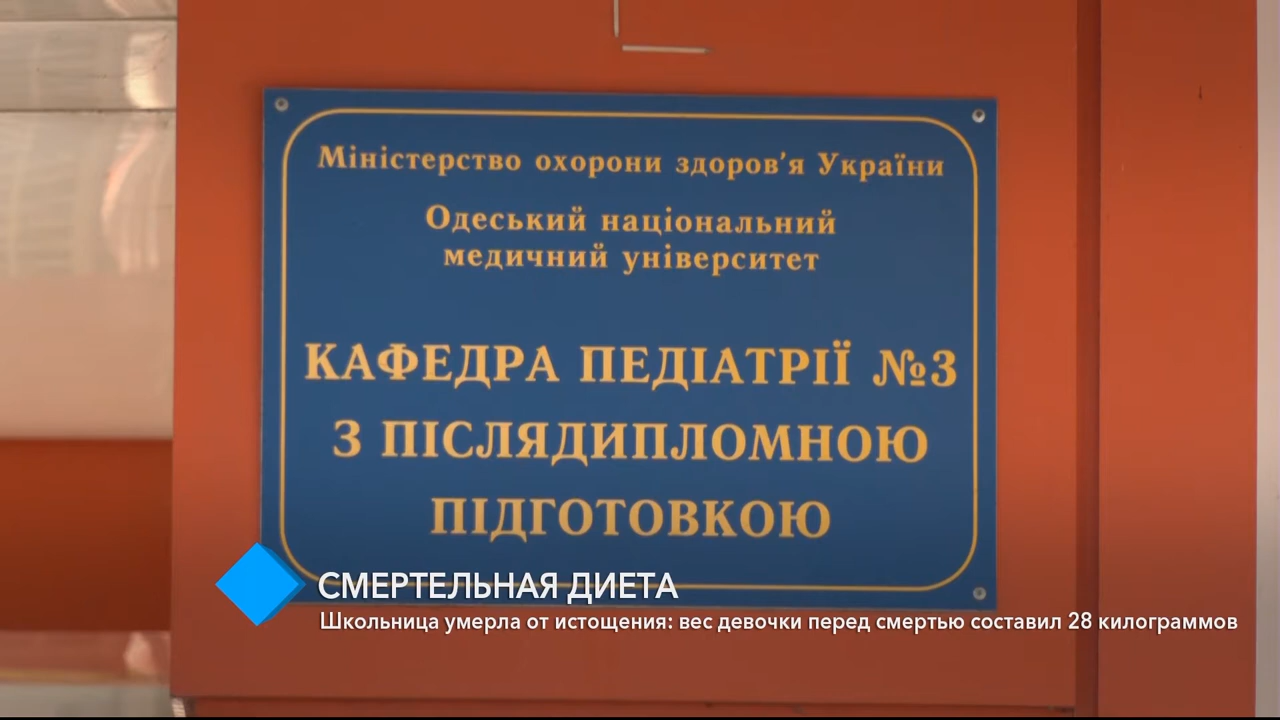 Міністерство охорони здоров'я України
Одеський національний
медичний університет
КАФЕДРА ПЕДІАТРІЇ №3
З ПІСЛЯДИПЛОМНОЮ
ПІДГОТОВКОЮ
СМЕРТЕЛЬНАЯ ДИЕТА
Школьница умерла от истощения: вес девочки перед смертью составил 28 килограммов